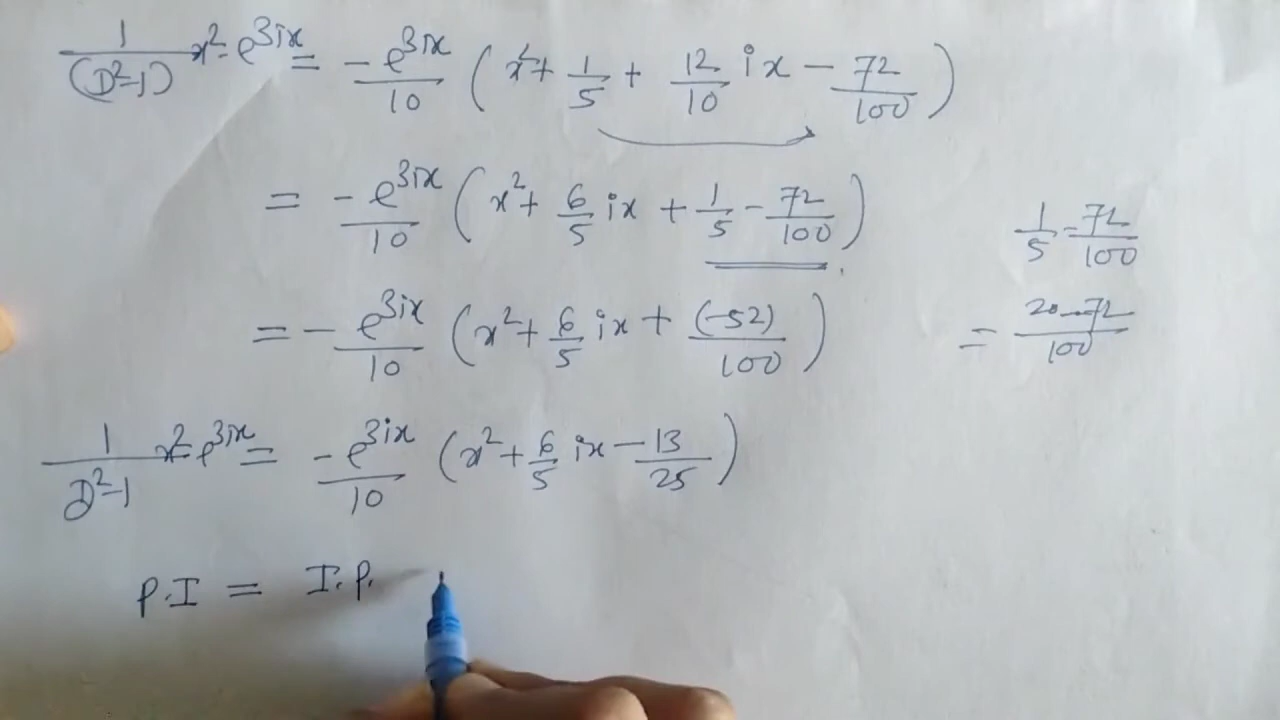 1/(D²-1) x² e^3ix = -e^3ix/10 (x² + 1/5 + 12/10 ix - 72/100)
= -e^3ix/10 (x² + 6/5 ix + 1/5 - 72/100)
= -e^3ix/10 (x² + 6/5 ix + (-52)/100)
1/D²-1 x² e^3ix = -e^3ix/10 (x² + 6/5 ix - 13/25)
P.I = I.P.
1/5 - 72/100
= 20-72/100